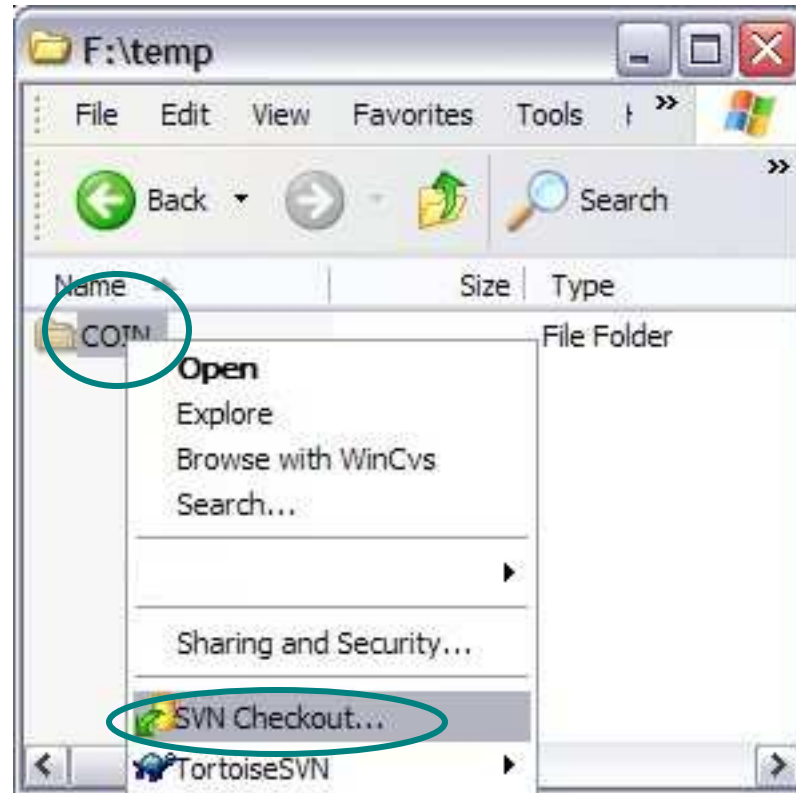 F:\temp
File Edit View Favorites Tools »
Back Search »
Name Size Type
COIN File Folder
Open
Explore
Browse with WinCvs
Search...
Sharing and Security...
SVN Checkout...
TortoiseSVN